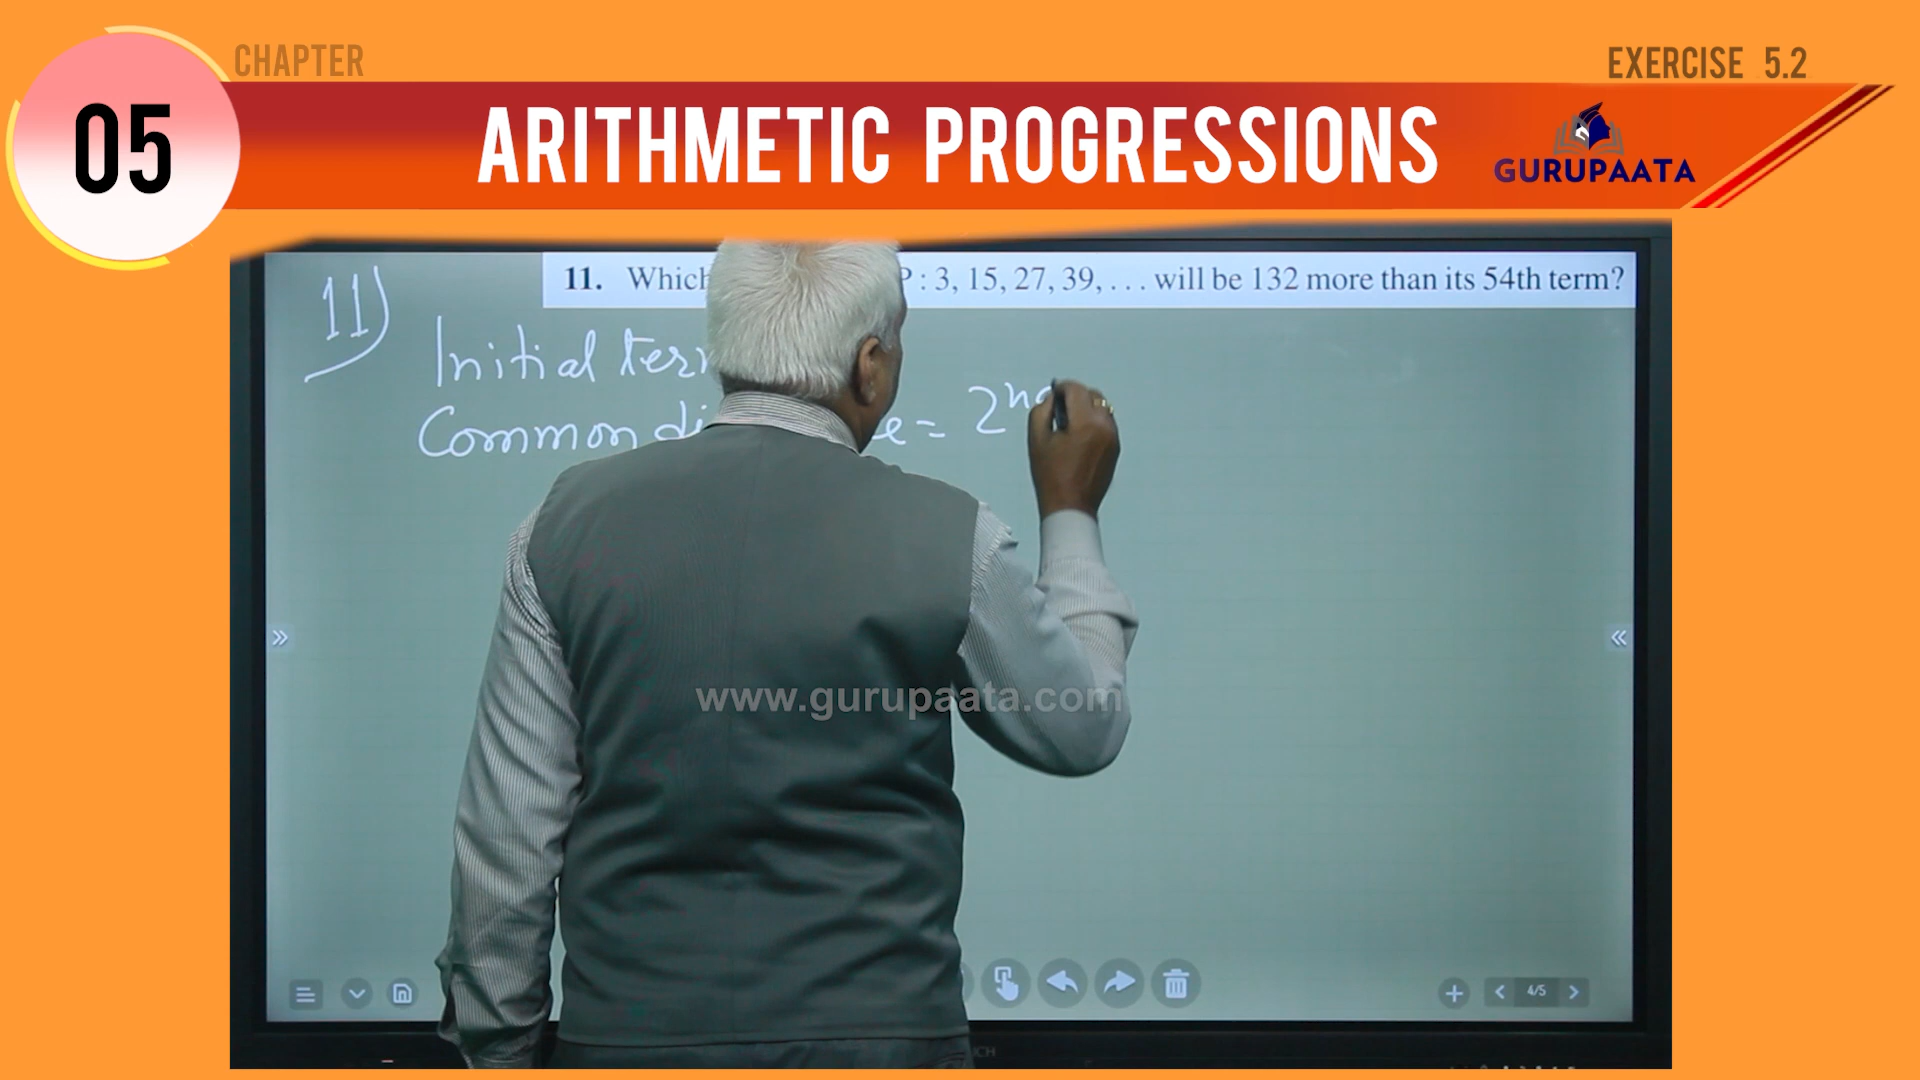 CHAPTER
EXERCISE 5.2
05
ARITHMETIC PROGRESSIONS
GURUPAATA
11. Which : 3, 15, 27, 39, . . . will be 132 more than its 54th term?
11)
Initial
Common = 2
www.gurupaata.com
4/5